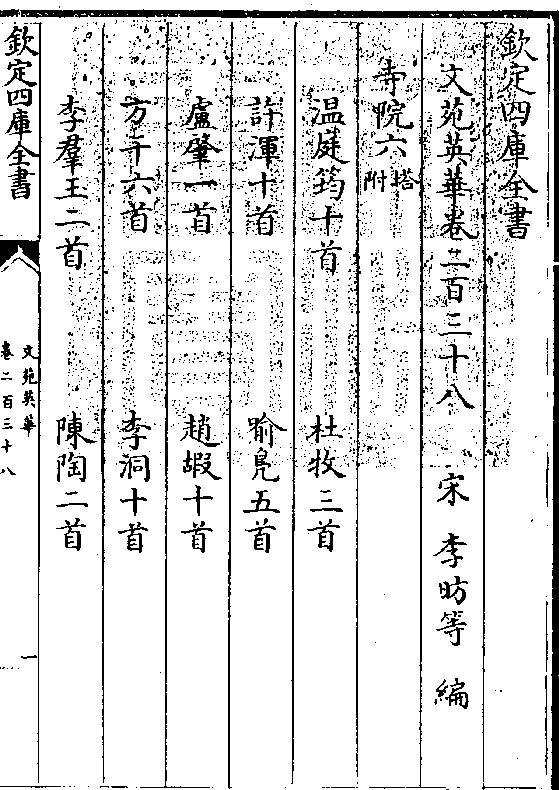 欽定四庫全書
文苑英華卷二百三十八 宋 李昉等 編
寺院六 附塔
温庭筠十首 杜牧三首
許渾十首 喻鳧五首
盧肇一首 趙嘏十首
方干六首 李洞十首
李羣玉二首 陳陶二首
欽定四庫全書
文苑英華
卷二百三十八
一